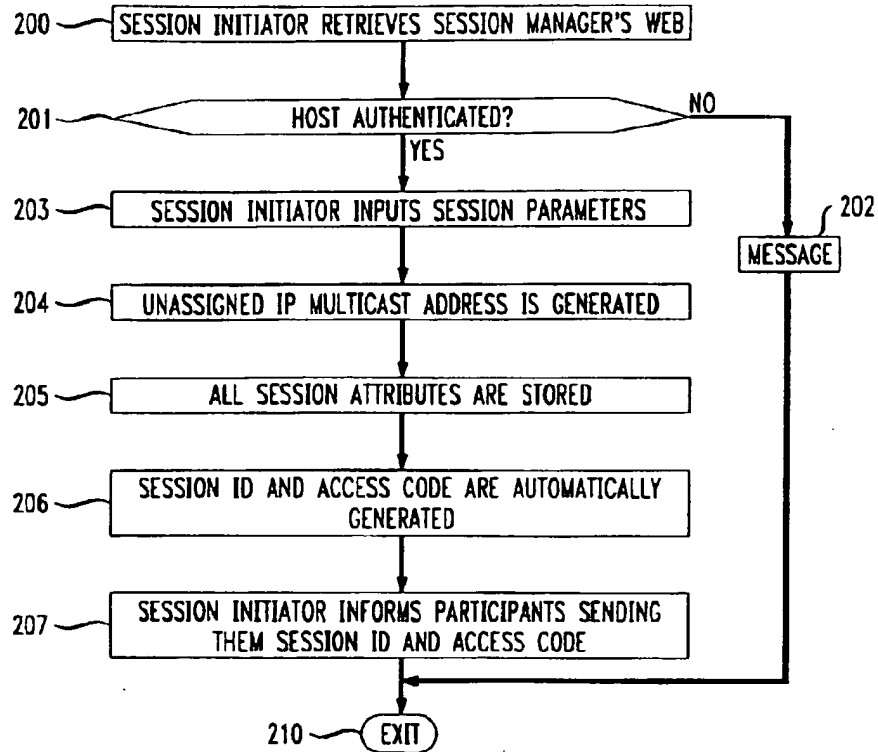 200 SESSION INITIATOR RETRIEVES SESSION MANAGER'S WEB
201 HOST AUTHENTICATED? NO
YES
203 SESSION INITIATOR INPUTS SESSION PARAMETERS
202
MESSAGE
204 UNASSIGNED IP MULTICAST ADDRESS IS GENERATED
205 ALL SESSION ATTRIBUTES ARE STORED
206 SESSION ID AND ACCESS CODE ARE AUTOMATICALLY
GENERATED
207 SESSION INITIATOR INFORMS PARTICIPANTS SENDING
THEM SESSION ID AND ACCESS CODE
210 EXIT